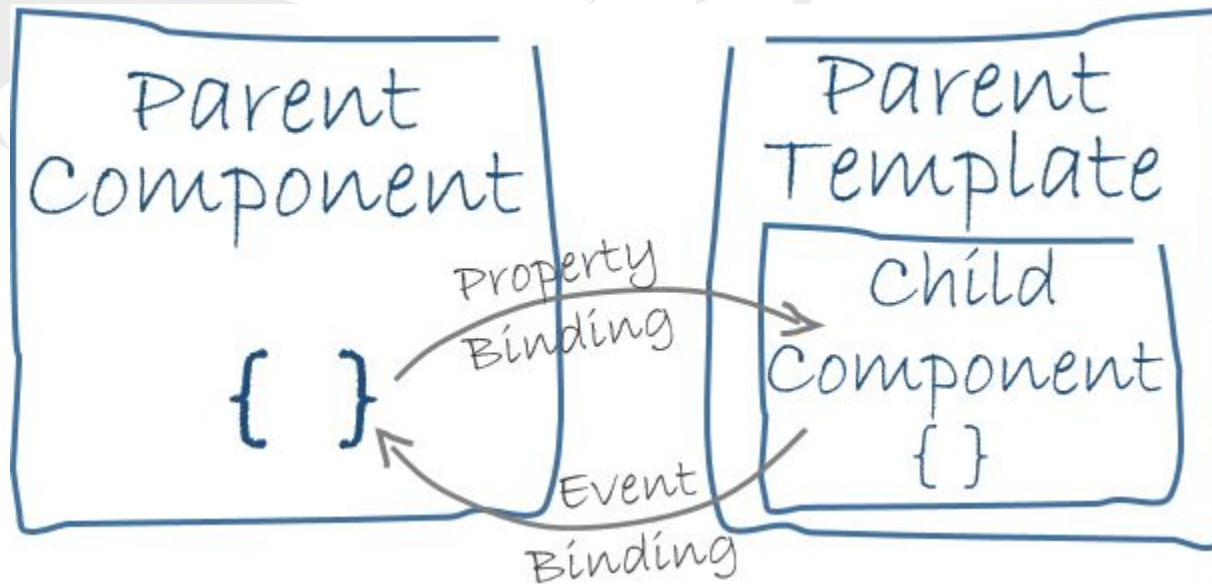 Parent
Component
{ }
Property
Binding
Event
Binding
Parent
Template
Child
Component
{ }